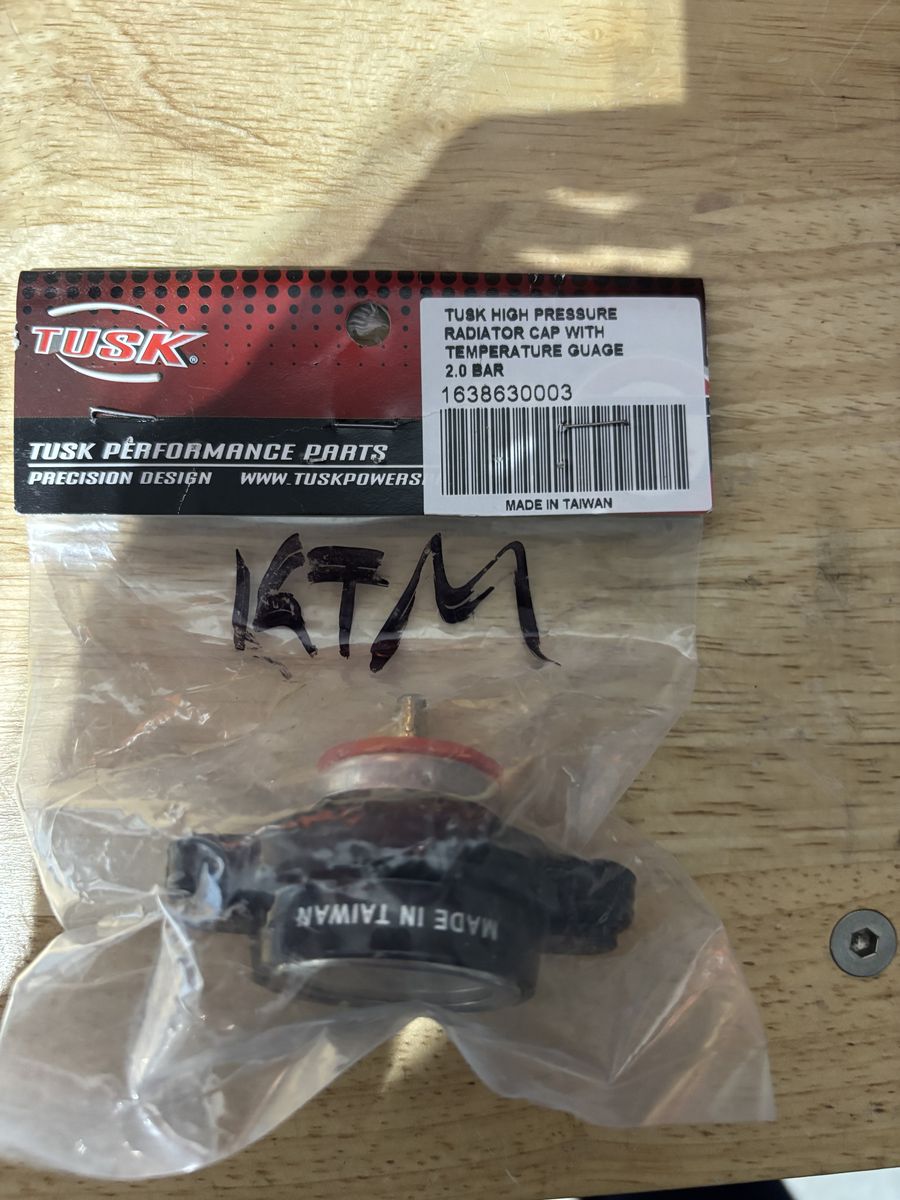 TUSK®
TUSK HIGH PRESSURE
RADIATOR CAP WITH
TEMPERATURE GUAGE
2.0 BAR
1638630003
MADE IN TAIWAN
TUSK PERFORMANCE PARTS
PRECISION DESIGN
KTM
MADE IN TAIWAN